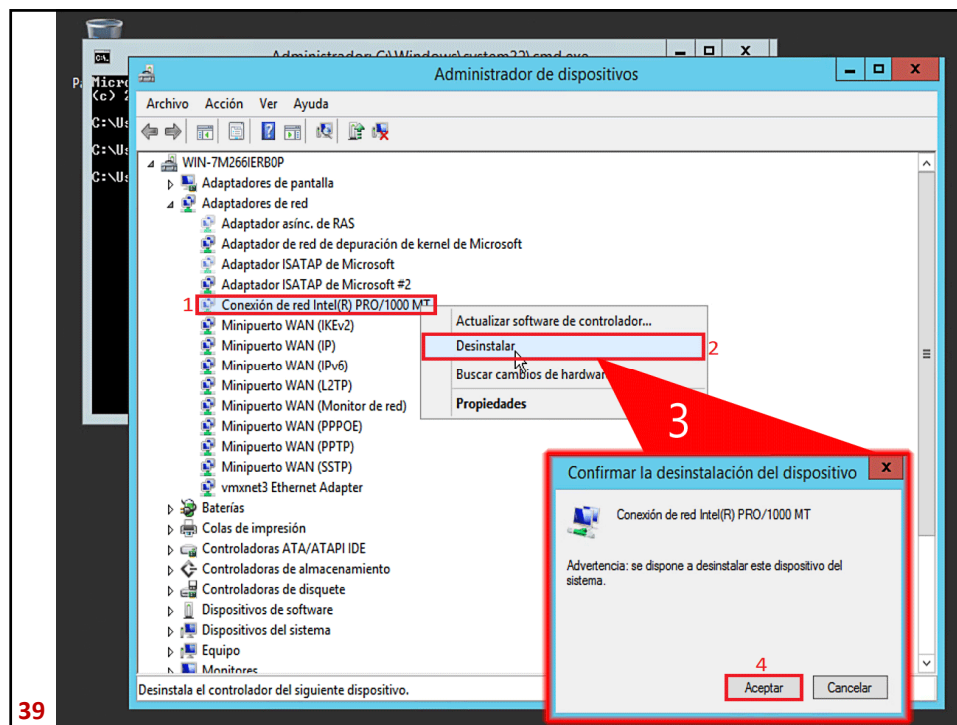 Administrador: C:\Windows\system32\cmd.exe
Administrador de dispositivos
Micro
(c) 2
C:\Us
C:\Us
C:\Us
Archivo Acción Ver Ayuda
WIN-7M266IERB0P
Adaptadores de pantalla
Adaptadores de red
Adaptador asínc. de RAS
Adaptador de red de depuración de kernel de Microsoft
Adaptador ISATAP de Microsoft
Adaptador ISATAP de Microsoft #2
1 Conexión de red Intel(R) PRO/1000 MT
Minipuerto WAN (IKEv2)
Minipuerto WAN (IP)
Minipuerto WAN (IPv6)
Minipuerto WAN (L2TP)
Minipuerto WAN (Monitor de red)
Minipuerto WAN (PPPOE)
Minipuerto WAN (PPTP)
Minipuerto WAN (SSTP)
vmxnet3 Ethernet Adapter
Baterías
Colas de impresión
Controladoras ATA/ATAPI IDE
Controladoras de almacenamiento
Controladoras de disquete
Dispositivos de software
Dispositivos del sistema
Equipo
Monitores
Actualizar software de controlador...
Desinstalar 2
Buscar cambios de hardwar
Propiedades
3
Confirmar la desinstalación del dispositivo
Conexión de red Intel(R) PRO/1000 MT
Advertencia: se dispone a desinstalar este dispositivo del
sistema.
4
Aceptar Cancelar
Desinstala el controlador del siguiente dispositivo.
39